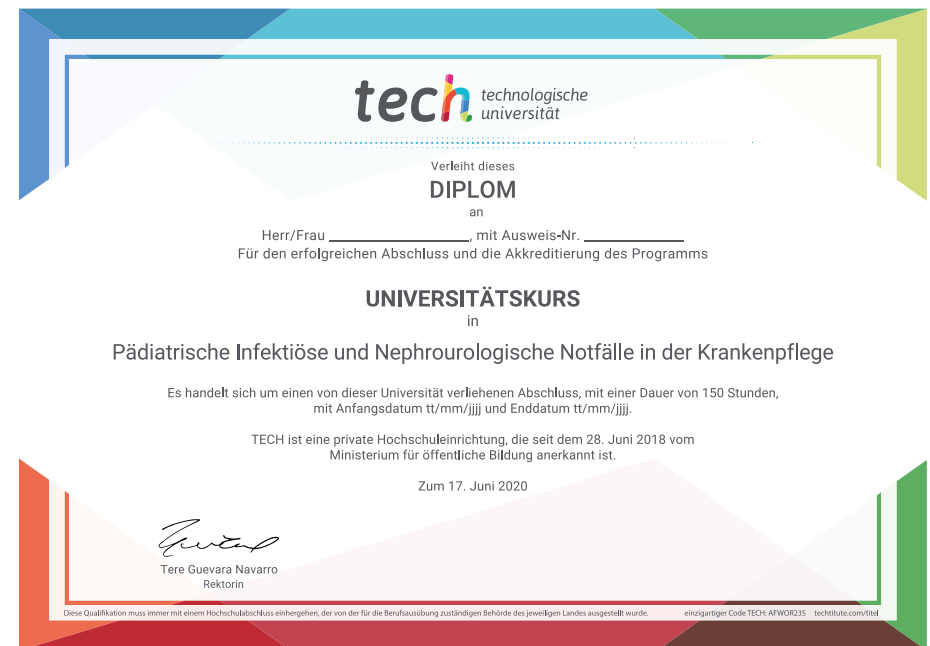 tech technologische
universität
Verleiht dieses
DIPLOM
an
Herr/Frau ____________, mit Ausweis-Nr. ____________
Für den erfolgreichen Abschluss und die Akkreditierung des Programms
UNIVERSITÄTSKURS
in
Pädiatrische Infektiöse und Nephrourologische Notfälle in der Krankenpflege
Es handelt sich um einen von dieser Universität verliehenen Abschluss, mit einer Dauer von 150 Stunden,
mit Anfangsdatum tt/mm/jjjj und Enddatum tt/mm/jjjj.
TECH ist eine private Hochschuleinrichtung, die seit dem 28. Juni 2018 vom
Ministerium für öffentliche Bildung anerkannt ist.
Zum 17. Juni 2020
Tere Guevara Navarro
Rektorin
Diese Qualifikation muss immer mit einem Hochschulabschluss einhergehen, der von der für die Berufsausübung zuständigen Behörde des jeweiligen Landes ausgestellt wurde. einzigartiger Code TECH: AFWOR23S techtitute.com/titel